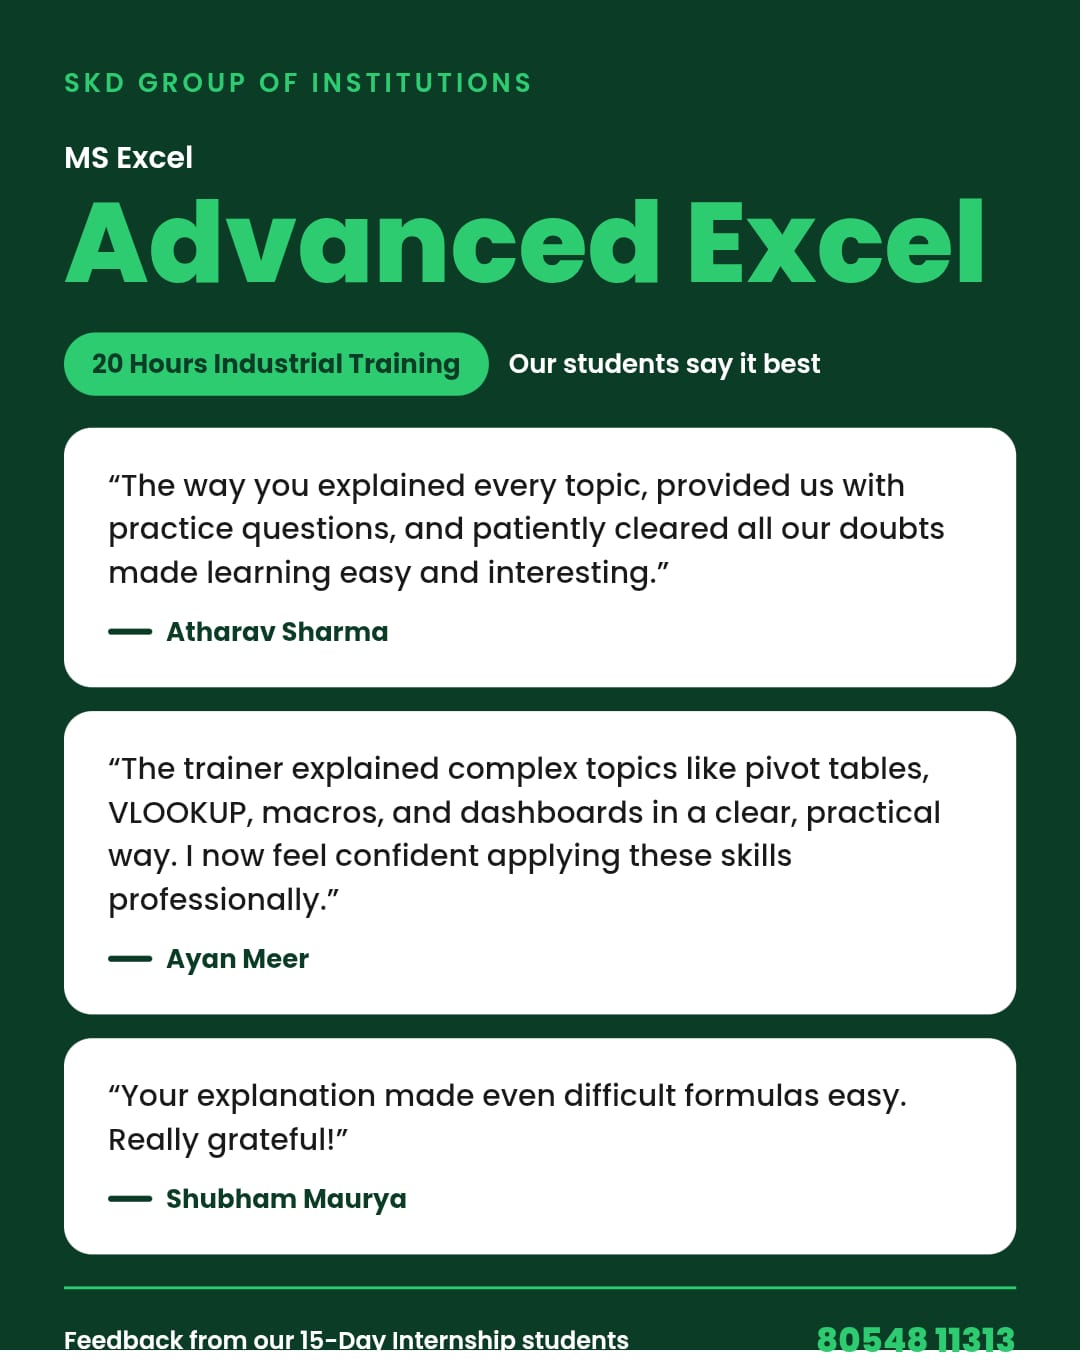 SKD GROUP OF INSTITUTIONS
MS Excel
Advanced Excel
20 Hours Industrial Training
Our students say it best
“The way you explained every topic, provided us with
practice questions, and patiently cleared all our doubts
made learning easy and interesting.”
Atharav Sharma
“The trainer explained complex topics like pivot tables,
VLOOKUP, macros, and dashboards in a clear, practical
way. I now feel confident applying these skills
professionally.”
Ayan Meer
“Your explanation made even difficult formulas easy.
Really grateful!”
Shubham Maurya
Feedback from our 15-Day Internship students
80548 11313